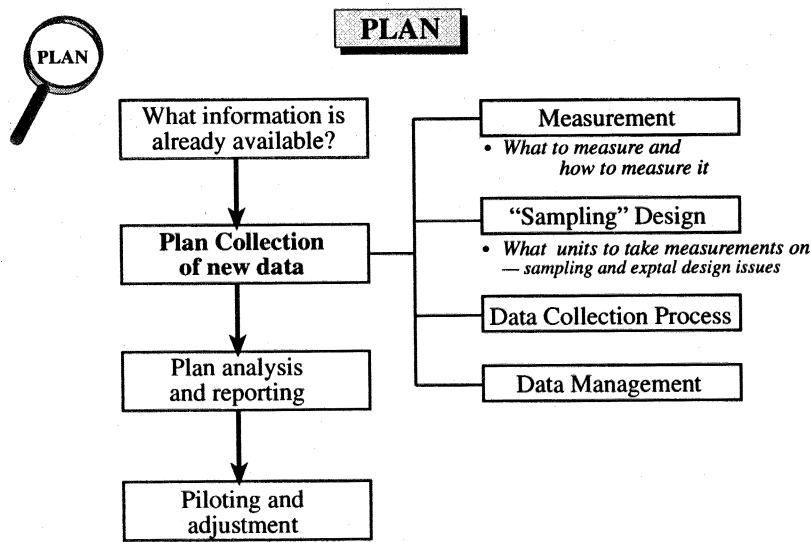 PLAN
PLAN
What information is
already available?
Plan Collection
of new data
Plan analysis
and reporting
Piloting and
adjustment
Measurement
• What to measure and
how to measure it
“Sampling” Design
• What units to take measurements on
— sampling and exptal design issues
Data Collection Process
Data Management